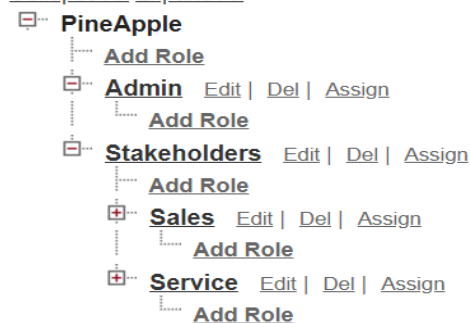 PineApple
Add Role
Admin Edit | Del | Assign
Add Role
Stakeholders Edit | Del | Assign
Add Role
Sales Edit | Del | Assign
Add Role
Service Edit | Del | Assign
Add Role